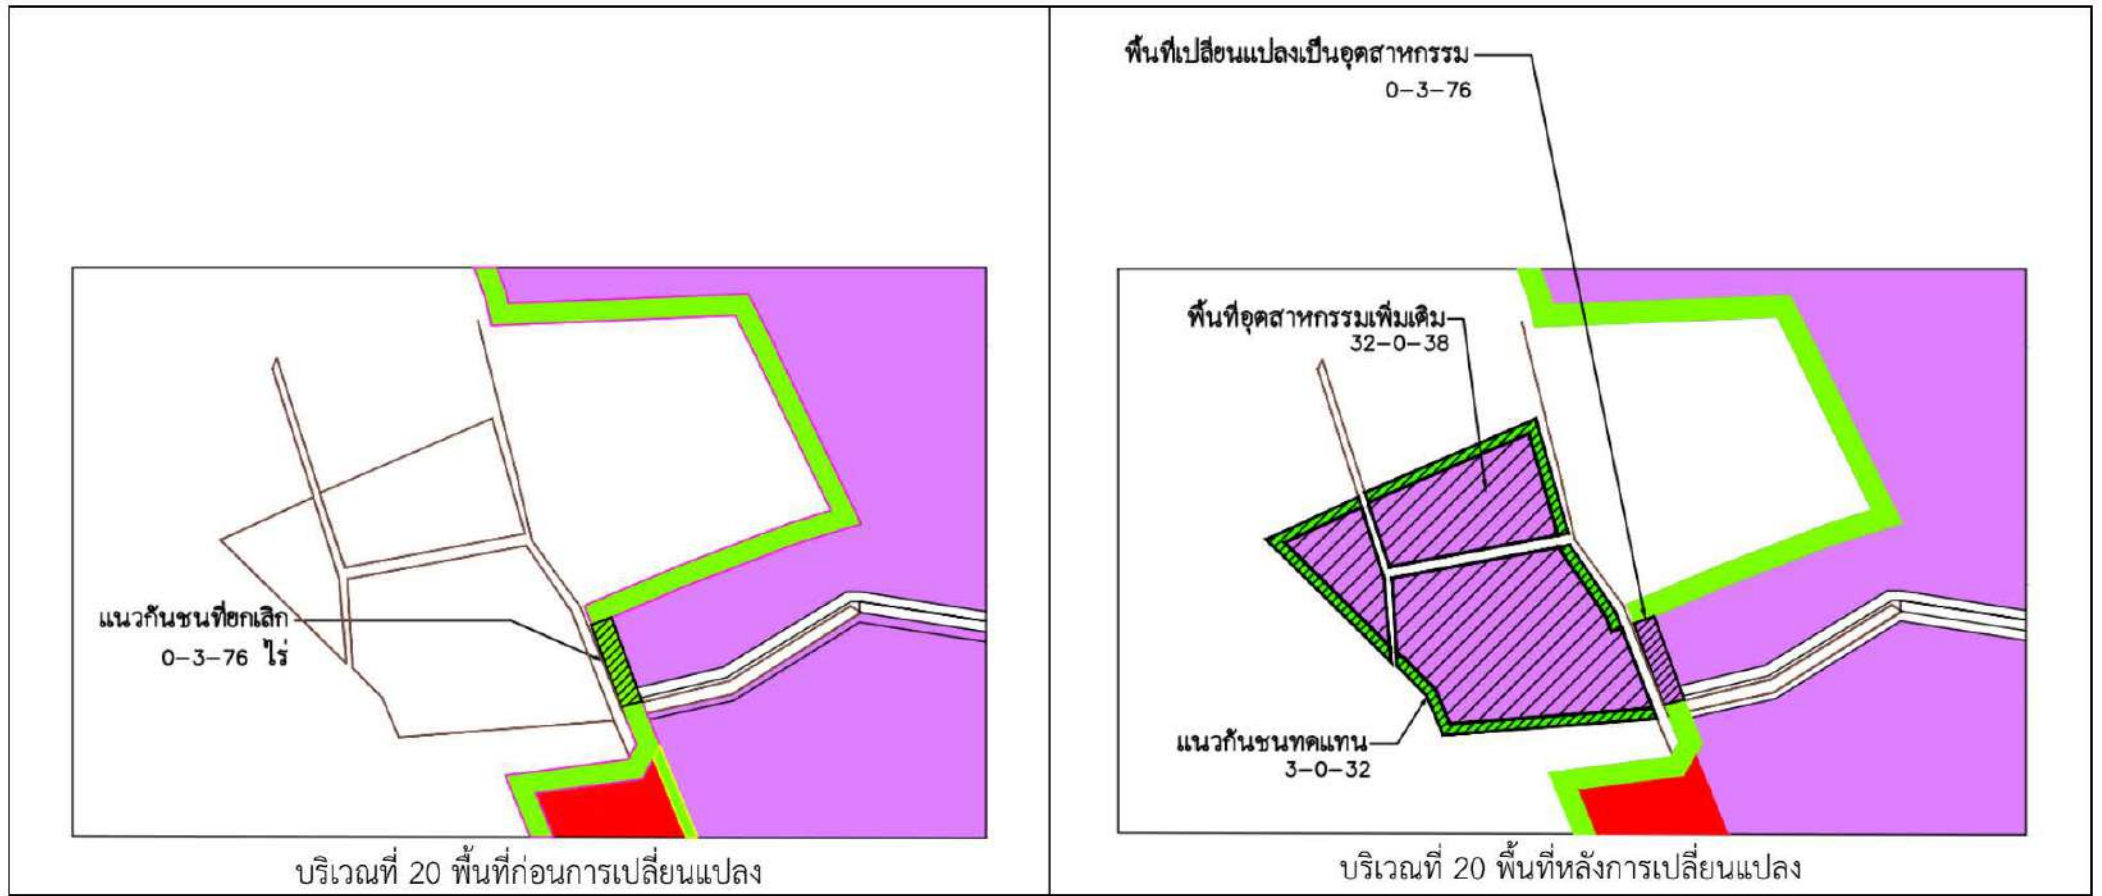 แนวกันชนที่ยกเลิก
0-3-76 ไร่
บริเวณที่ 20 พื้นที่ก่อนการเปลี่ยนแปลง
พื้นที่เปลี่ยนแปลงเป็นอุตสาหกรรม
0-3-76
พื้นที่อุตสาหกรรมเพิ่มเติม
32-0-38
แนวกันชนทดแทน
3-0-32
บริเวณที่ 20 พื้นที่หลังการเปลี่ยนแปลง